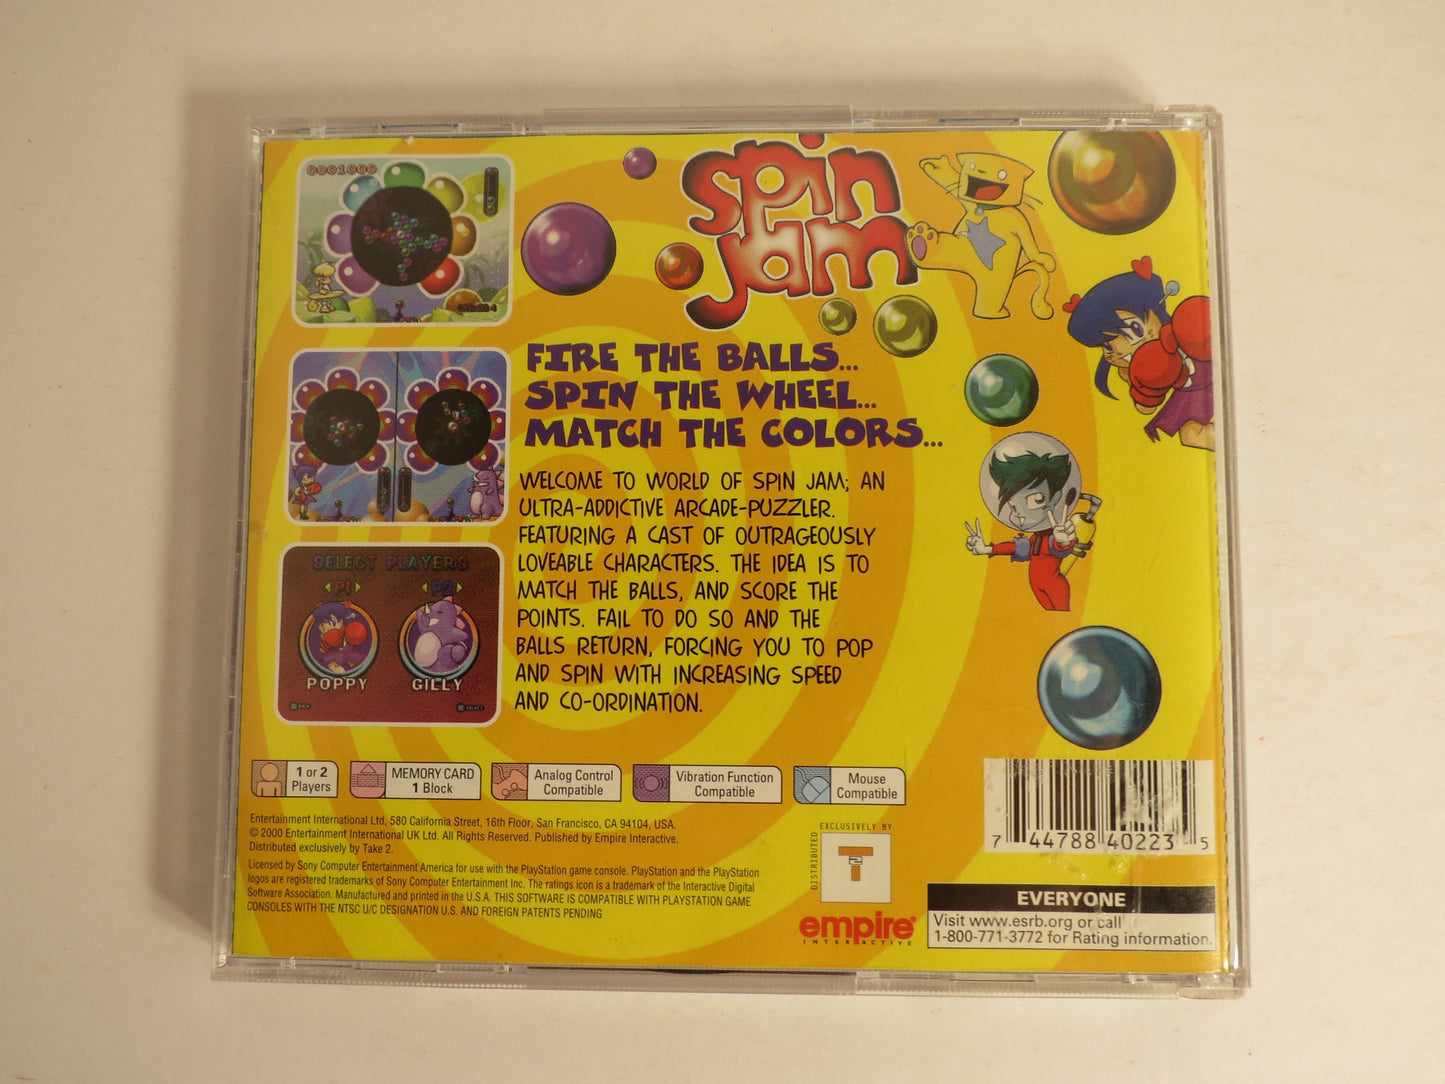 spin
jam
0001000
FIRE THE BALLS...
SPIN THE WHEEL...
MATCH THE COLORS...
WELCOME TO WORLD OF SPIN JAM; AN
ULTRA-ADDICTIVE ARCADE-PUZZLER.
FEATURING A CAST OF OUTRAGEOUSLY
LOVEABLE CHARACTERS. THE IDEA IS TO
MATCH THE BALLS, AND SCORE THE
POINTS. FAIL TO DO SO AND THE
BALLS RETURN, FORCING YOU TO POP
AND SPIN WITH INCREASING SPEED
AND CO-ORDINATION.
SELECT PLAYERS
P1 P2
POPPY GILLY
1 or 2
Players
MEMORY CARD
1 Block
Analog Control
Compatible
Vibration Function
Compatible
Mouse
Compatible
Entertainment International Ltd, 580 California Street, 16th Floor, San Francisco, CA 94104, USA.
© 2000 Entertainment International UK Ltd. All Rights Reserved. Published by Empire Interactive.
Distributed exclusively by Take 2.
Licensed by Sony Computer Entertainment America for use with the PlayStation game console. PlayStation and the PlayStation
logos are registered trademarks of Sony Computer Entertainment Inc. The ratings icon is a trademark of the Interactive Digital
Software Association. Manufactured and printed in the U.S.A. THIS SOFTWARE IS COMPATIBLE WITH PLAYSTATION GAME
CONSOLES WITH THE NTSC U/C DESIGNATION U.S. AND FOREIGN PATENTS PENDING
DISTRIBUTED
EXCLUSIVELY BY
T2
empire
INTERACTIVE
7 44788 40223 5
EVERYONE
Visit www.esrb.org or call
1-800-771-3772 for Rating information.